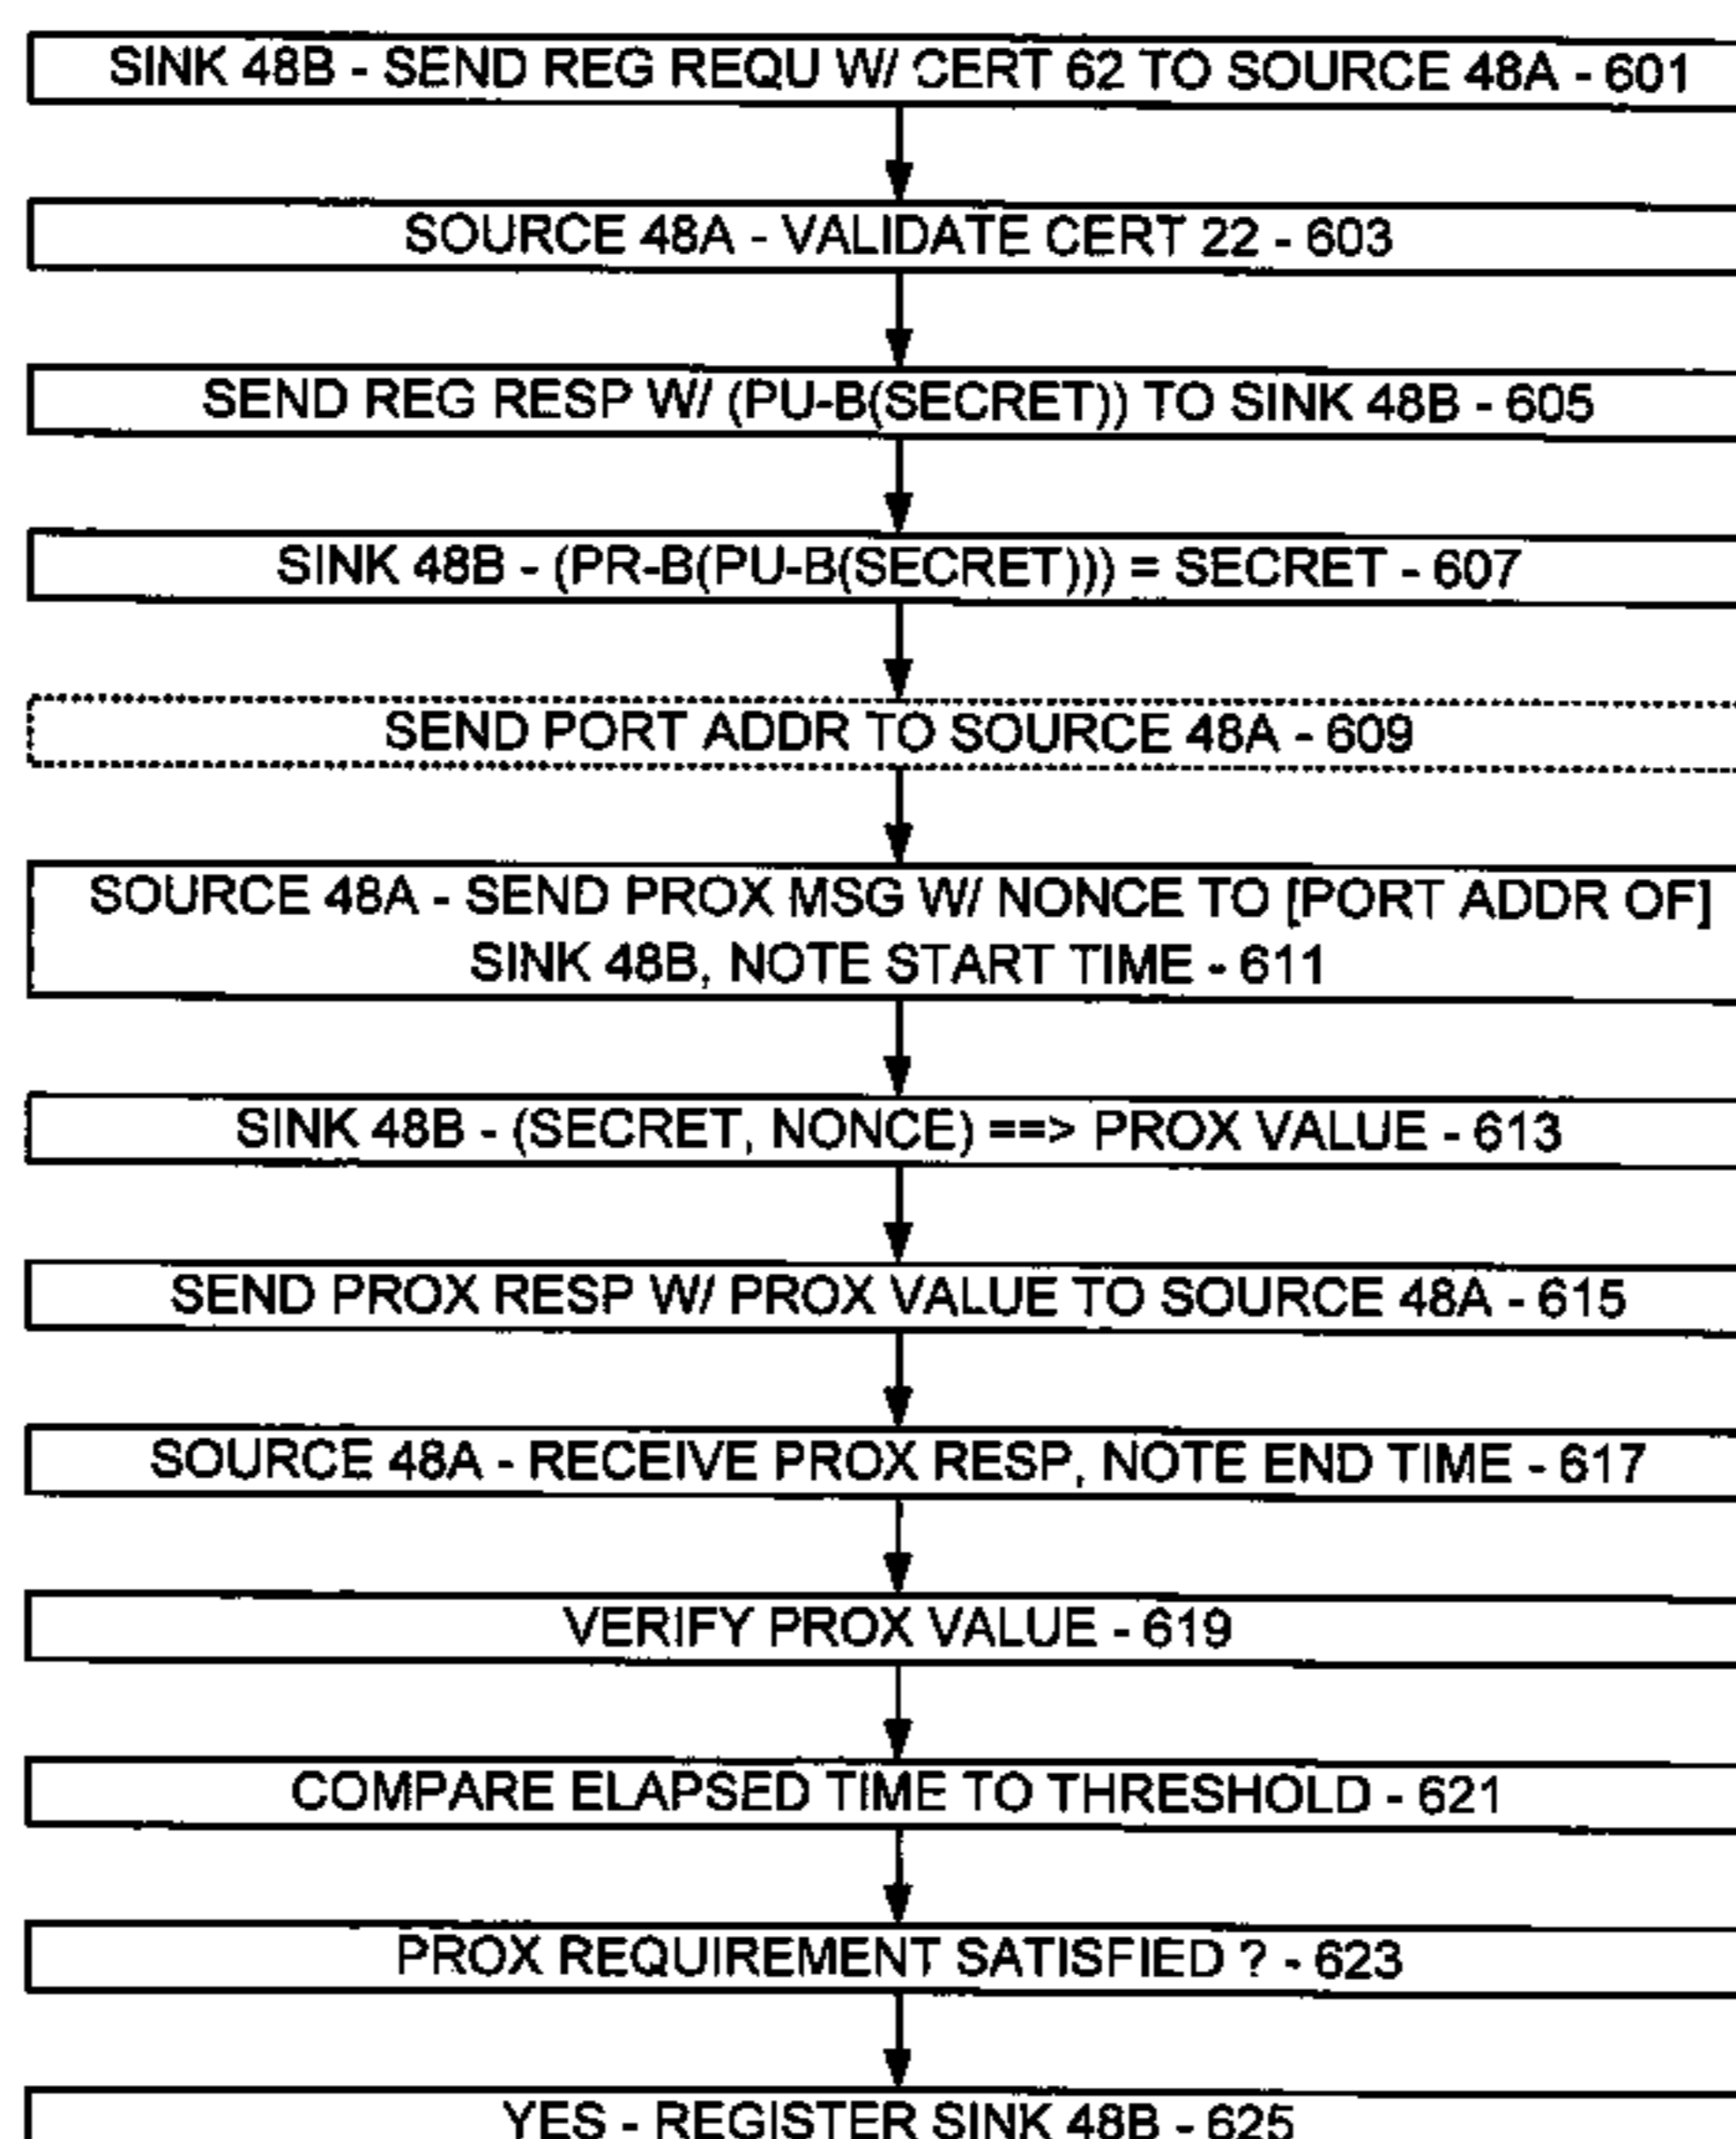 SINK 48B - SEND REG REQU W/ CERT 62 TO SOURCE 48A - 601
SOURCE 48A - VALIDATE CERT 22 - 603
SEND REG RESP W/ (PU-B(SECRET)) TO SINK 48B - 605
SINK 48B - (PR-B(PU-B(SECRET))) = SECRET - 607
SEND PORT ADDR TO SOURCE 48A - 609
SOURCE 48A - SEND PROX MSG W/ NONCE TO [PORT ADDR OF]
SINK 48B, NOTE START TIME - 611
SINK 48B - (SECRET, NONCE) ==> PROX VALUE - 613
SEND PROX RESP W/ PROX VALUE TO SOURCE 48A - 615
SOURCE 48A - RECEIVE PROX RESP, NOTE END TIME - 617
VERIFY PROX VALUE - 619
COMPARE ELAPSED TIME TO THRESHOLD - 621
PROX REQUIREMENT SATISFIED ? - 623
YES - REGISTER SINK 48B - 625